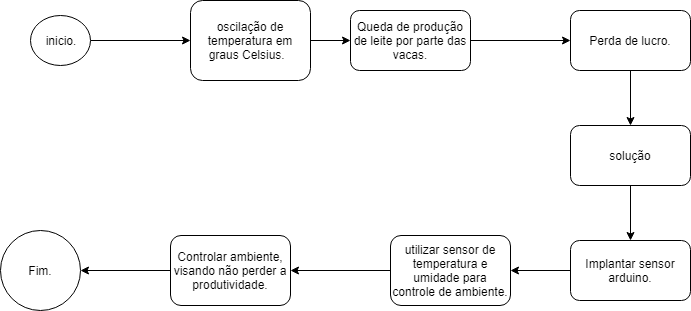 inicio.
oscilação de
temperatura em
graus Celsius.
Queda de produção
de leite por parte das
vacas.
Perda de lucro.
solução
Implantar sensor
arduino.
utilizar sensor de
temperatura e
umidade para
controle de ambiente.
Controlar ambiente,
visando não perder a
produtividade.
Fim.